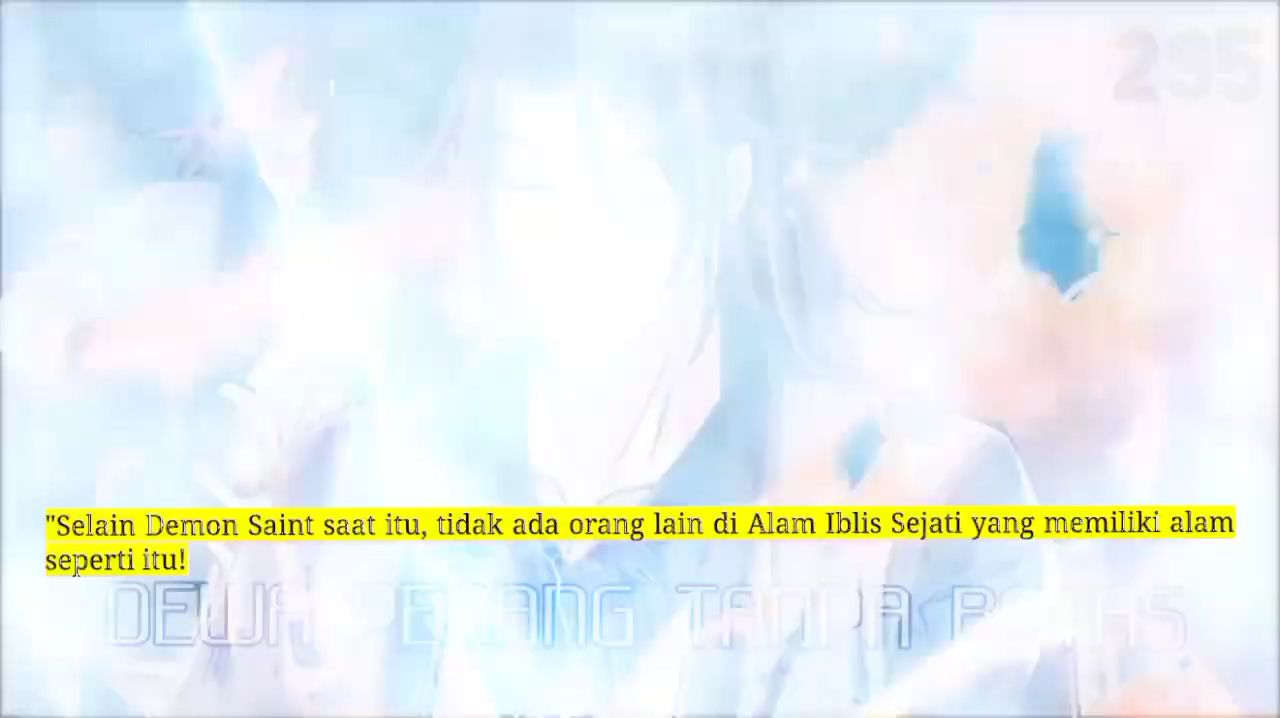 295
"Selain Demon Saint saat itu, tidak ada orang lain di Alam Iblis Sejati yang memiliki alam
seperti itu!
DEWA PERANG TANPA BATAS